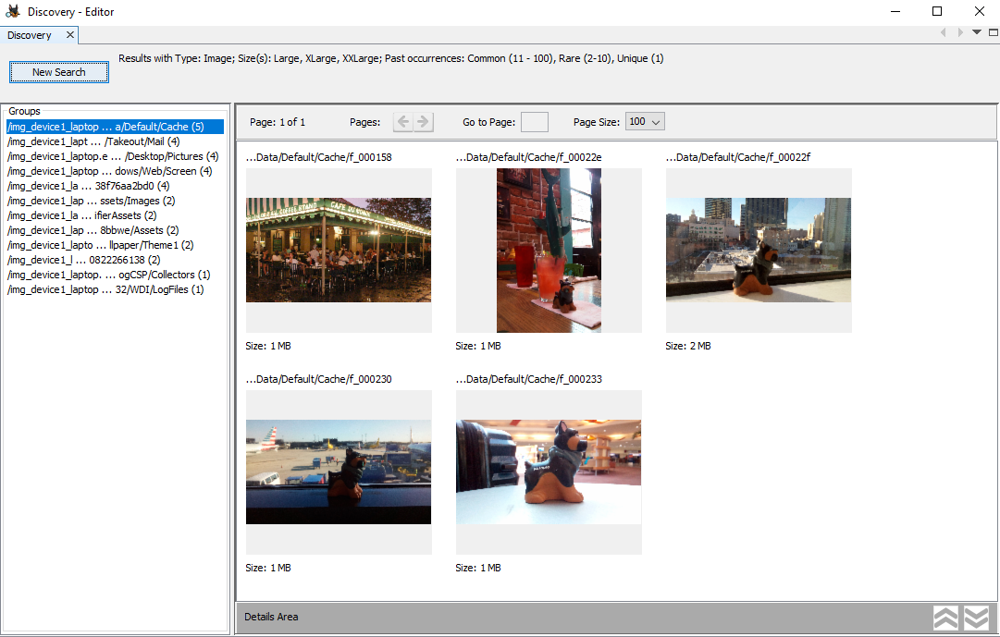 Discovery - Editor
Discovery
New Search
Results with Type: Image; Size(s): Large, XLarge, XXLarge; Past occurrences: Common (11 - 100), Rare (2-10), Unique (1)
Groups
/img_device1_laptop ... a/Default/Cache (5)
/img_device1_lapt ... /Takeout/Mail (4)
/img_device1_laptop.e ... /Desktop/Pictures (4)
/img_device1_laptop ... dows/Web/Screen (4)
/img_device1_la ... 38f76aa2bd0 (4)
/img_device1_lap ... ssets/Images (2)
/img_device1_la ... ifierAssets (2)
/img_device1_lap ... 8bbwe/Assets (2)
/img_device1_lapto ... llpaper/Theme1 (2)
/img_device1_l ... 0822266138 (2)
/img_device1_laptop. ... ogCSP/Collectors (1)
/img_device1_laptop ... 32/WDI/LogFiles (1)
Page: 1 of 1
Pages:
Go to Page:
Page Size:
100
...Data/Default/Cache/f_000158
...Data/Default/Cache/f_00022e
...Data/Default/Cache/f_00022f
COFFEE STAND
CAFE DU MONDE
Size: 1 MB
Size: 1 MB
Size: 2 MB
...Data/Default/Cache/f_000230
...Data/Default/Cache/f_000233
Size: 1 MB
Size: 1 MB
Details Area